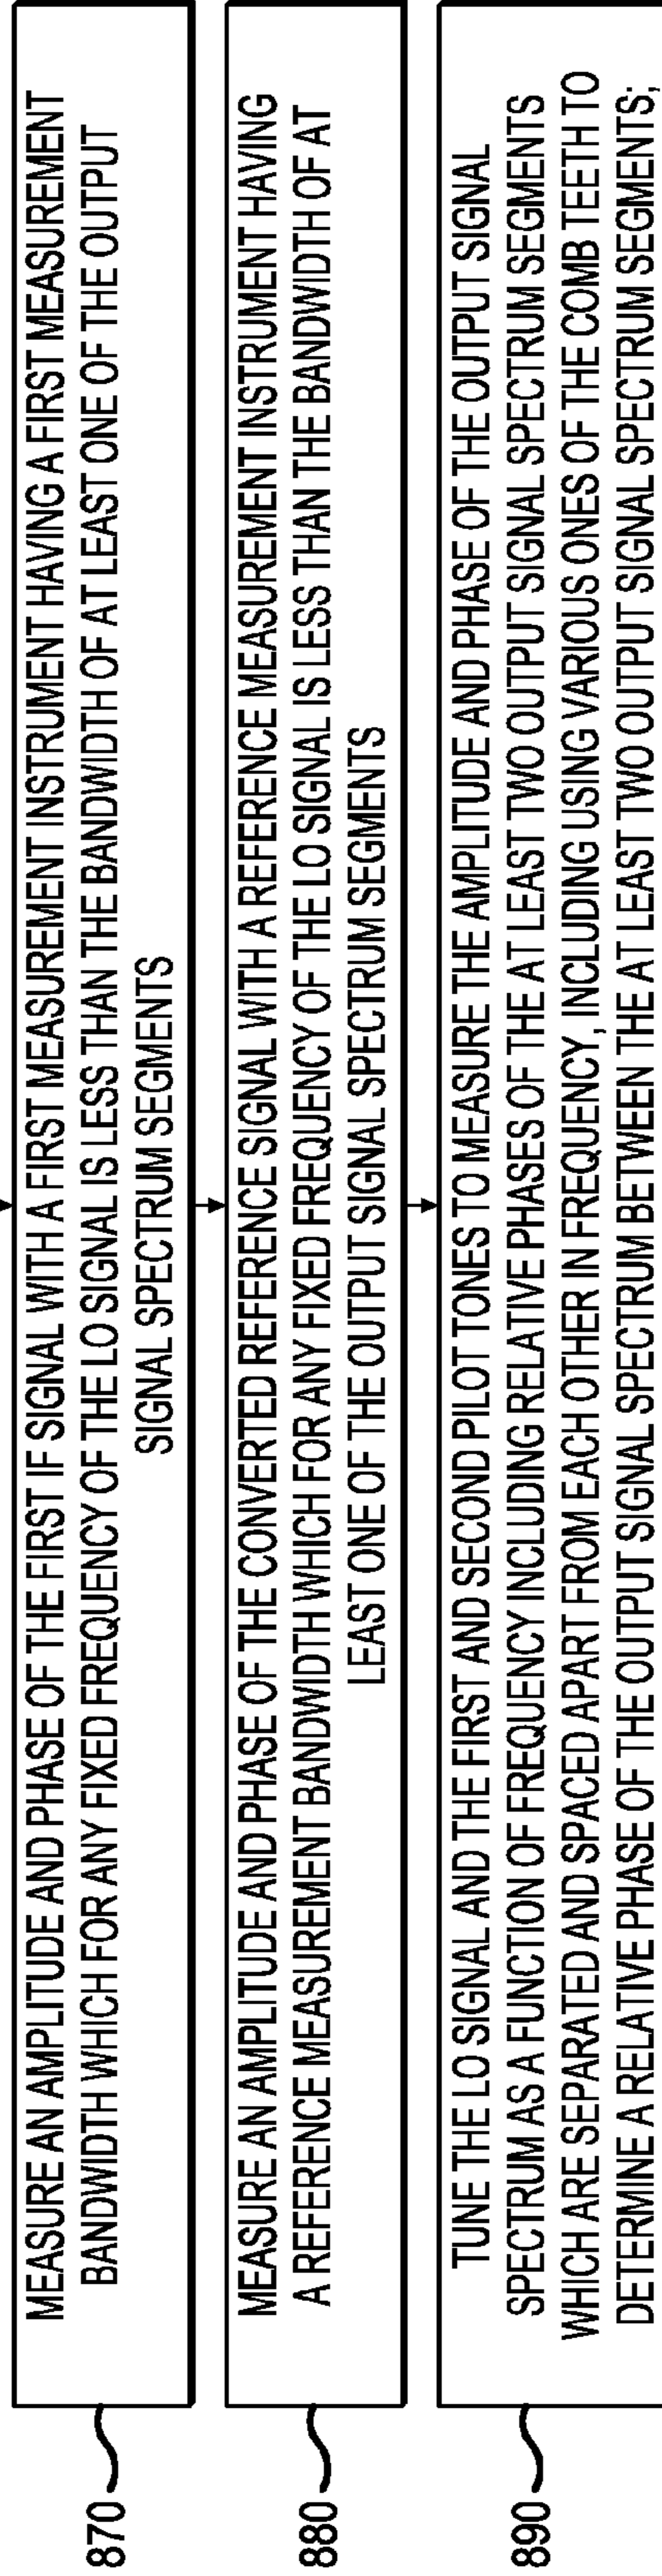 870
MEASURE AN AMPLITUDE AND PHASE OF THE FIRST IF SIGNAL WITH A FIRST MEASUREMENT INSTRUMENT HAVING A FIRST MEASUREMENT
BANDWIDTH WHICH FOR ANY FIXED FREQUENCY OF THE LO SIGNAL IS LESS THAN THE BANDWIDTH OF AT LEAST ONE OF THE OUTPUT
SIGNAL SPECTRUM SEGMENTS
880
MEASURE AN AMPLITUDE AND PHASE OF THE CONVERTED REFERENCE SIGNAL WITH A REFERENCE MEASUREMENT INSTRUMENT HAVING
A REFERENCE MEASUREMENT BANDWIDTH WHICH FOR ANY FIXED FREQUENCY OF THE LO SIGNAL IS LESS THAN THE BANDWIDTH OF AT
LEAST ONE OF THE OUTPUT SIGNAL SPECTRUM SEGMENTS
890
TUNE THE LO SIGNAL AND THE FIRST AND SECOND PILOT TONES TO MEASURE THE AMPLITUDE AND PHASE OF THE OUTPUT SIGNAL
SPECTRUM AS A FUNCTION OF FREQUENCY INCLUDING RELATIVE PHASES OF THE AT LEAST TWO OUTPUT SIGNAL SPECTRUM SEGMENTS
WHICH ARE SEPARATED AND SPACED APART FROM EACH OTHER IN FREQUENCY, INCLUDING USING VARIOUS ONES OF THE COMB TEETH TO
DETERMINE A RELATIVE PHASE OF THE OUTPUT SIGNAL SPECTRUM BETWEEN THE AT LEAST TWO OUTPUT SIGNAL SPECTRUM SEGMENTS;